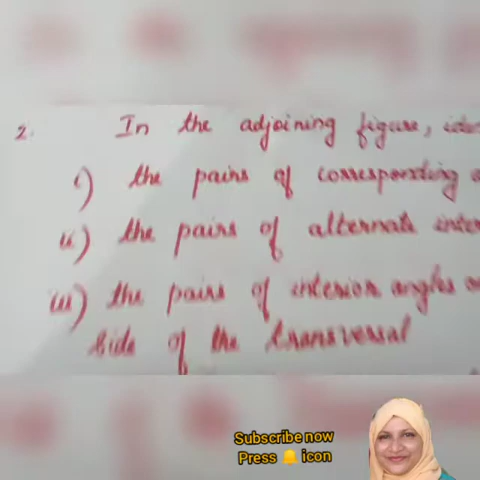 2. In the adjoining figure,
i) the pairs of corresponding
ii) the pairs of alternate
iii) the pairs of interior angles
side of the transversal
Subscribe now
Press 🔔 icon